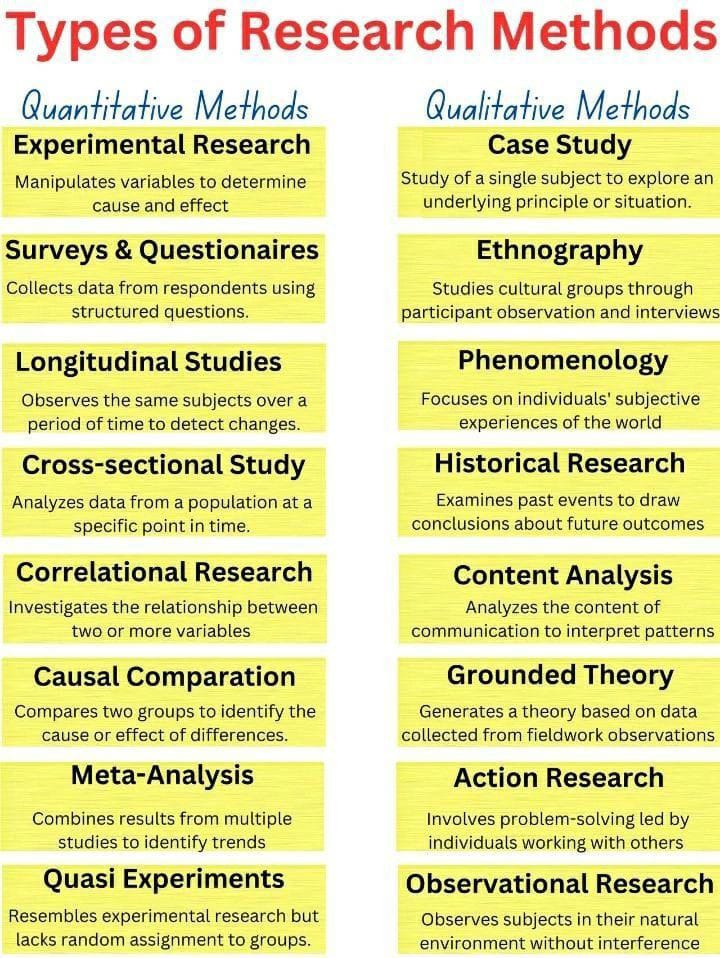 Types of Research Methods
Quantitative Methods
Experimental Research
Manipulates variables to determine
cause and effect
Surveys & Questionaires
Collects data from respondents using
structured questions.
Longitudinal Studies
Observes the same subjects over a
period of time to detect changes.
Cross-sectional Study
Analyzes data from a population at a
specific point in time.
Correlational Research
Investigates the relationship between
two or more variables
Causal Comparation
Compares two groups to identify the
cause or effect of differences.
Meta-Analysis
Combines results from multiple
studies to identify trends
Quasi Experiments
Resembles experimental research but
lacks random assignment to groups.
Qualitative Methods
Case Study
Study of a single subject to explore an
underlying principle or situation.
Ethnography
Studies cultural groups through
participant observation and interviews
Phenomenology
Focuses on individuals' subjective
experiences of the world
Historical Research
Examines past events to draw
conclusions about future outcomes
Content Analysis
Analyzes the content of
communication to interpret patterns
Grounded Theory
Generates a theory based on data
collected from fieldwork observations
Action Research
Involves problem-solving led by
individuals working with others
Observational Research
Observes subjects in their natural
environment without interference